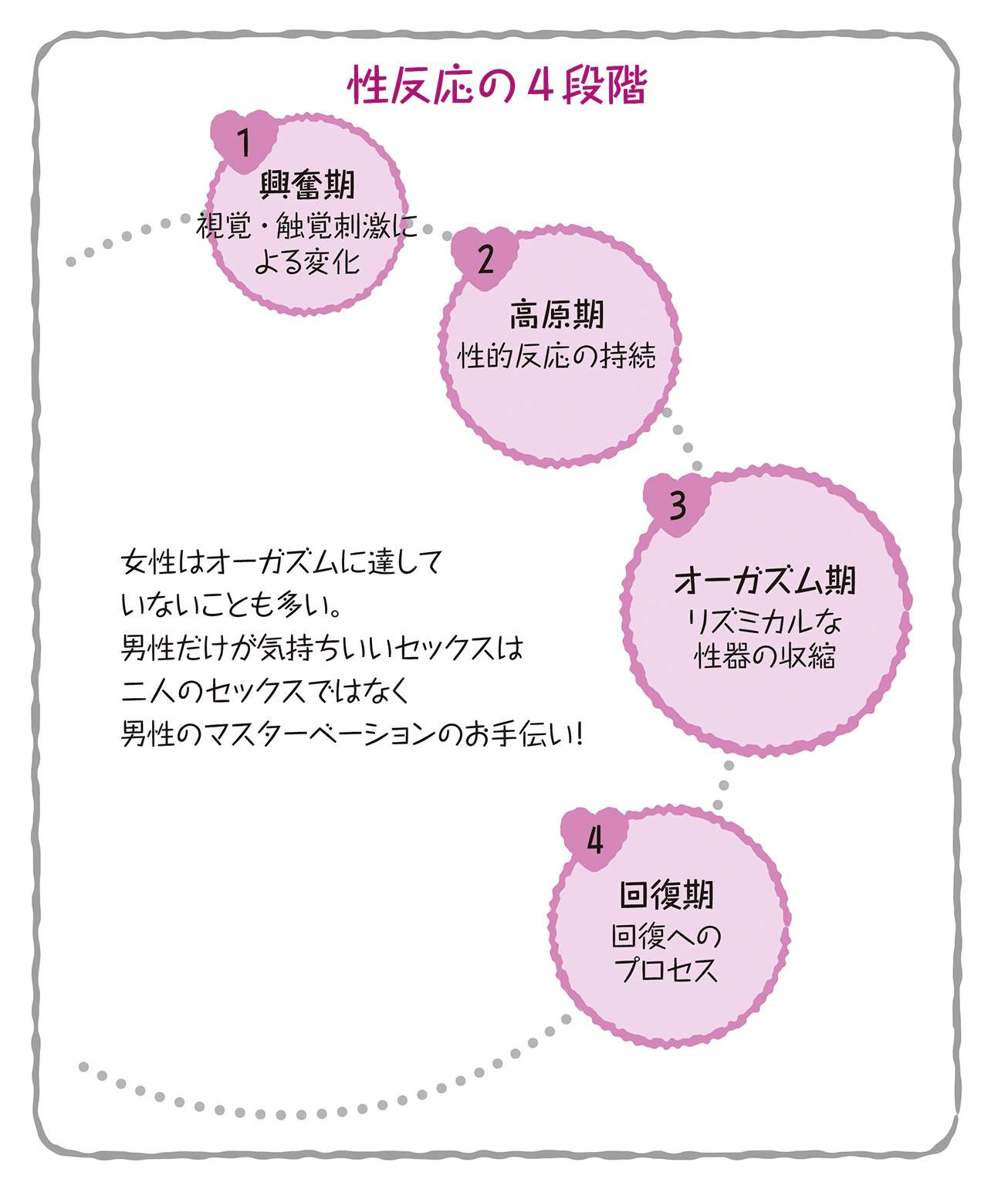 性反応の4段階
1
興奮期
視覚・触覚刺激に
よる変化
2
高原期
性的反応の持続
3
オーガズム期
リズミカルな
性器の収縮
女性はオーガズムに達して
いないことも多い。
男性だけが気持ちいいセックスは
二人のセックスではなく
男性のマスターベーションのお手伝い!
4
回復期
回復への
プロセス